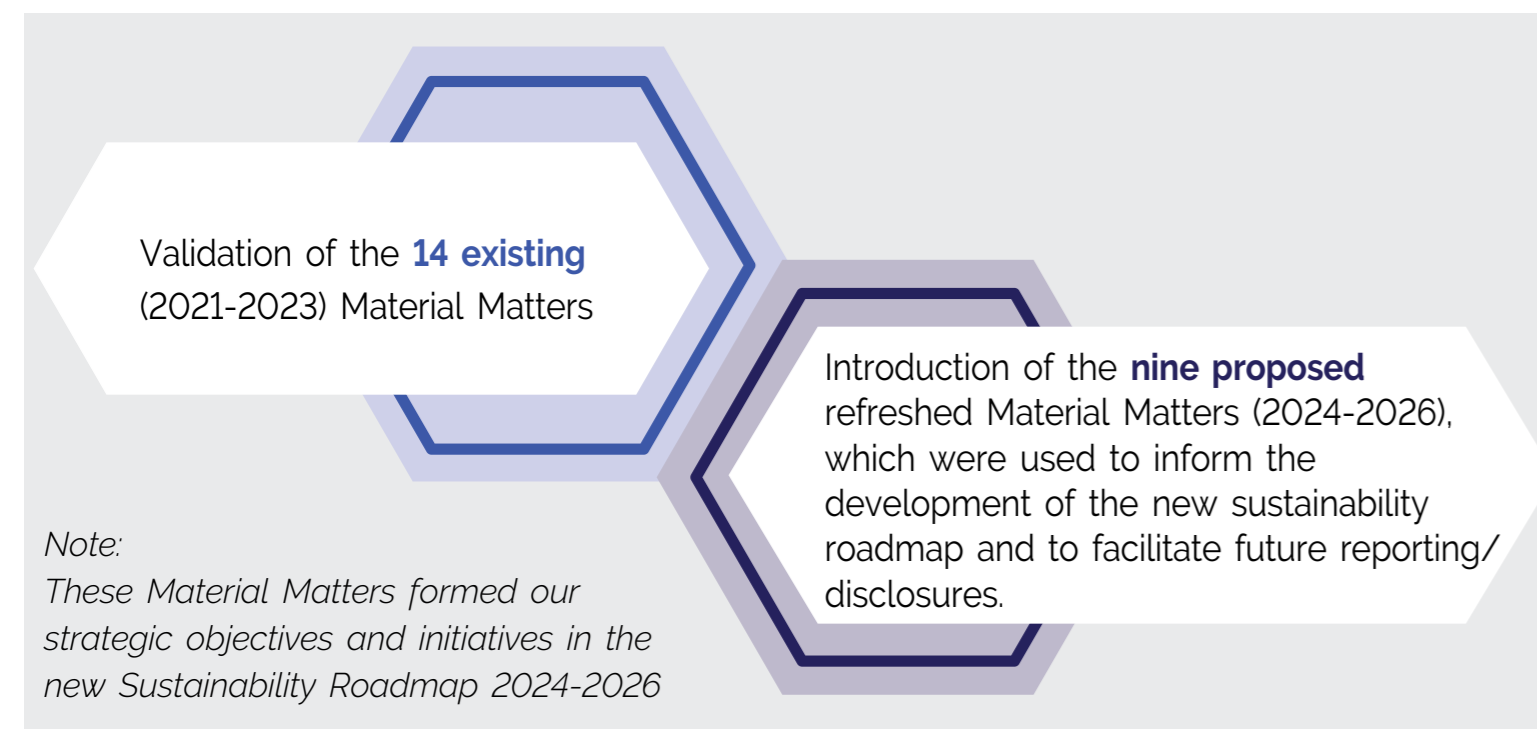 Validation of the 14 existing
(2021-2023) Material Matters
Introduction of the nine proposed
refreshed Material Matters (2024-2026),
which were used to inform the
development of the new sustainability
roadmap and to facilitate future reporting/
disclosures.
Note:
These Material Matters formed our
strategic objectives and initiatives in the
new Sustainability Roadmap 2024-2026